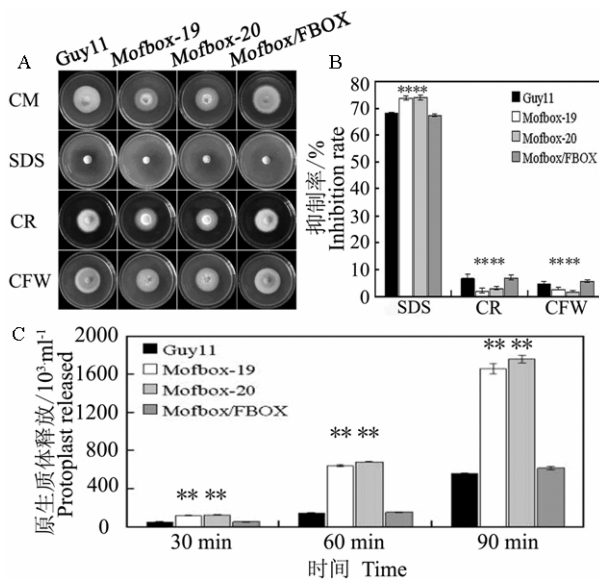 Guy11 Mofbox-19 Mofbox-20 Mofbox/FBOX
A
CM
SDS
CR
CFW
B
抑制率/%
Inhibition rate
80
70
60
50
40
30
20
10
0
****
**** ****
Guy11
Mofbox-19
Mofbox-20
Mofbox/FBOX
SDS CR CFW
C
原生质体释放/10³·ml⁻¹
Protoplast released
2000
1600
1200
800
400
0
Guy11
Mofbox-19
Mofbox-20
Mofbox/FBOX
** **
** **
** **
30 min 60 min 90 min
时间 Time